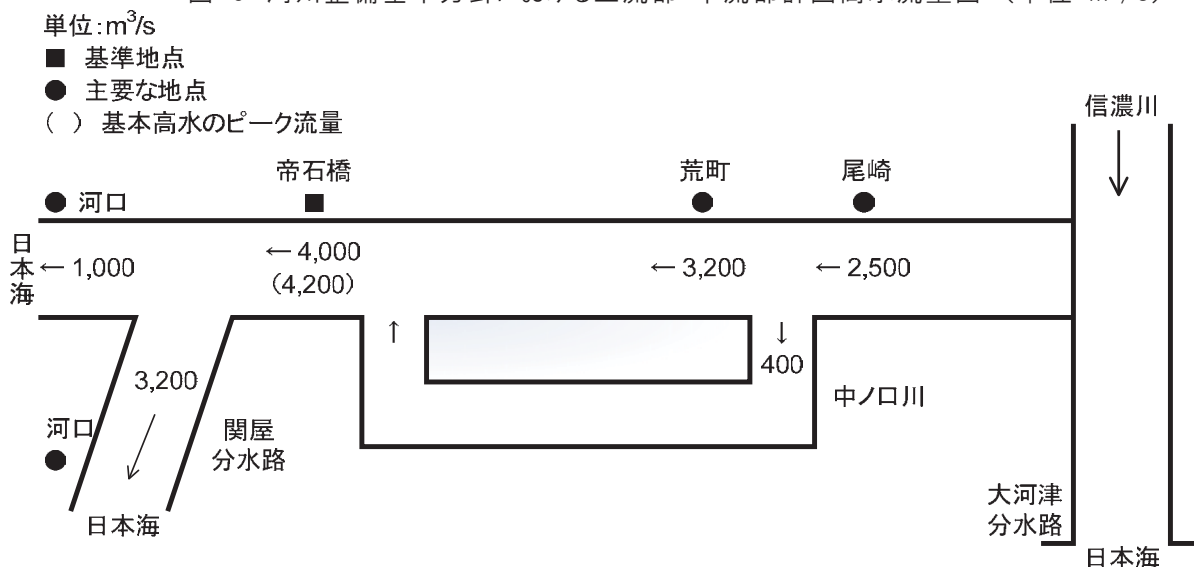 単位:m³/s
■ 基準地点
● 主要な地点
( ) 基本高水のピーク流量
信濃川
帝石橋
荒町
尾崎
● 河口
日本海
← 1,000
← 4,000
(4,200)
← 3,200
← 2,500
↑
↓
400
3,200
中ノ口川
河口
関屋
分水路
日本海
大河津
分水路
日本海